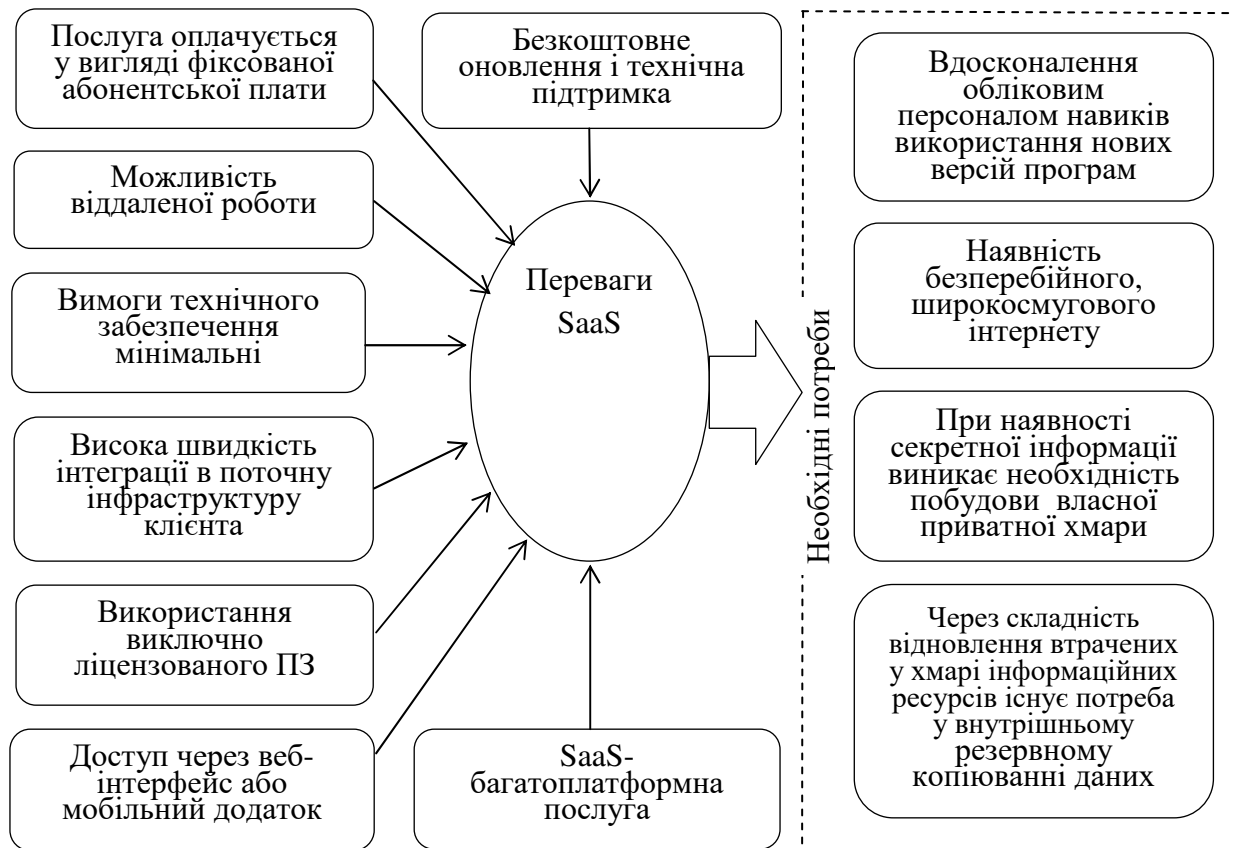 Послуга оплачується
у вигляді фіксованої
абонентської плати
Безкоштовне
оновлення і технічна
підтримка
Можливість
віддаленої роботи
Вимоги технічного
забезпечення
мінімальні
Висока швидкість
інтеграції в поточну
інфраструктуру
клієнта
Використання
виключно
ліцензованого ПЗ
Доступ через веб-
інтерфейс або
мобільний додаток
SaaS-
багатоплатформна
послуга
Переваги
SaaS
Необхідні потреби
Вдосконалення
обліковим
персоналом навиків
використання нових
версій програм
Наявність
безперебійного,
широкосмугового
інтернету
При наявності
секретної інформації
виникає необхідність
побудови власної
приватної хмари
Через складність
відновлення втрачених
у хмарі інформаційних
ресурсів існує потреба
у внутрішньому
резервному
копіюванні даних